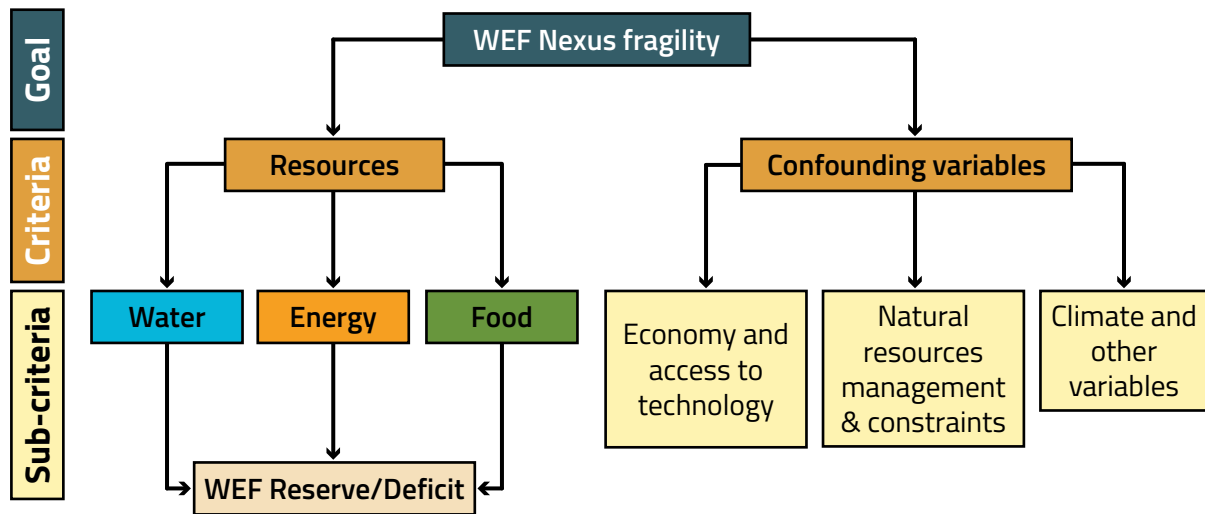 Goal
WEF Nexus fragility
Criteria
Resources
Confounding variables
Sub-criteria
Water
Energy
Food
Economy and
access to
technology
Natural
resources
management
& constraints
Climate and
other
variables
WEF Reserve/Deficit